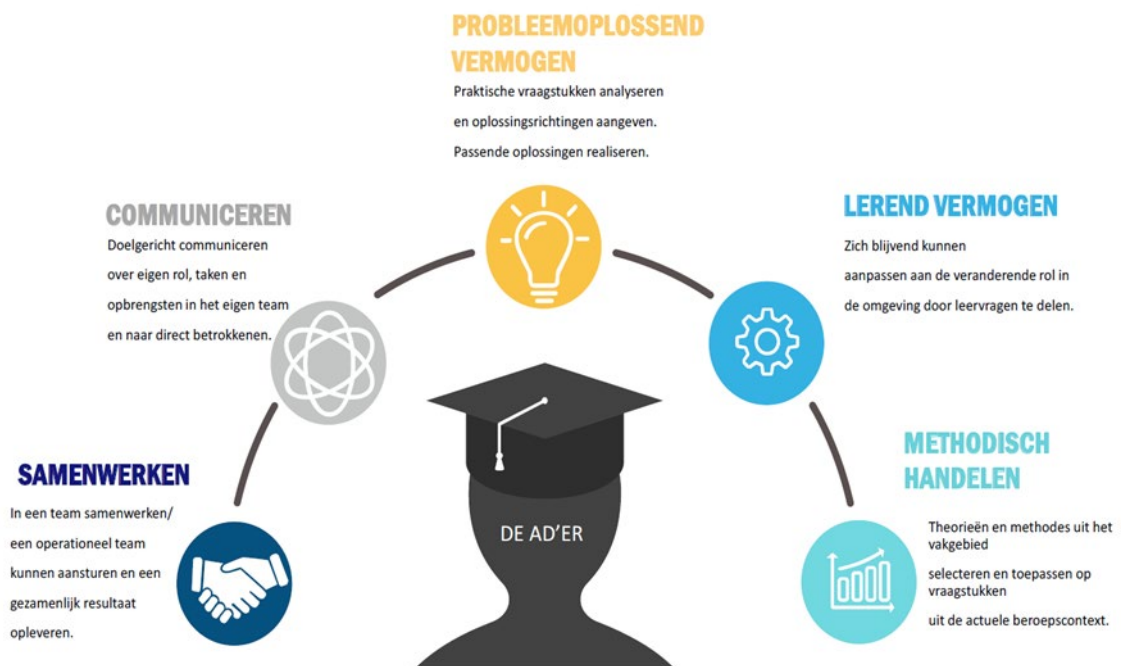 PROBLEEMOPLOSSEND
VERMOGEN
Praktische vraagstukken analyseren
en oplossingsrichtingen aangeven.
Passende oplossingen realiseren.
COMMUNICEREN
Doelgericht communiceren
over eigen rol, taken en
opbrengsten in het eigen team
en naar direct betrokkenen.
LEREND VERMOGEN
Zich blijvend kunnen
aanpassen aan de veranderende rol in
de omgeving door leervragen te delen.
SAMENWERKEN
In een team samenwerken/
een operationeel team
kunnen aansturen en een
gezamenlijk resultaat
opleveren.
DE AD'ER
METHODISCH
HANDELEN
Theorieën en methodes uit het
vakgebied
selecteren en toepassen op
vraagstukken
uit de actuele beroepscontext.